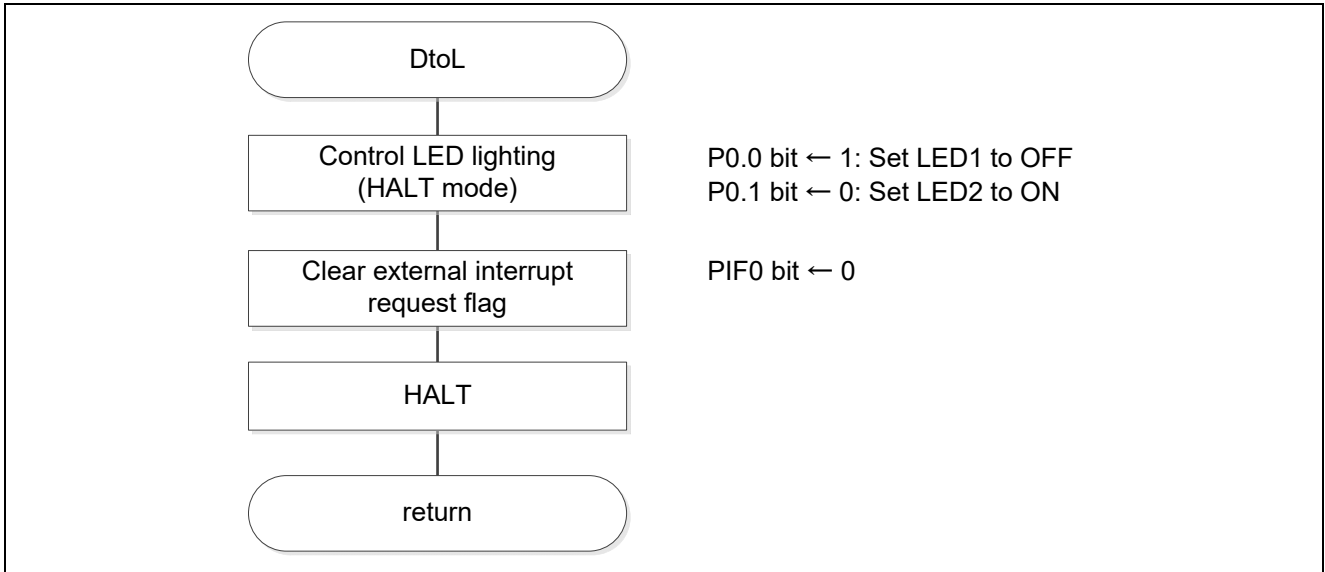 DtoL
Control LED lighting
(HALT mode)
P0.0 bit ← 1: Set LED1 to OFF
P0.1 bit ← 0: Set LED2 to ON
Clear external interrupt
request flag
PIF0 bit ← 0
HALT
return